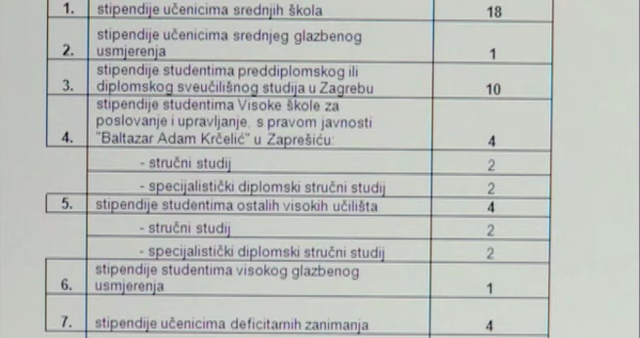 1. stipendije učenicima srednjih škola 18
stipendije učenicima srednjeg glazbenog
2. usmjerenja 1
stipendije studentima preddiplomskog ili
3. diplomskog sveučilišnog studija u Zagrebu 10
stipendije studentima Visoke škole za
poslovanje i upravljanje, s pravom javnosti
4. "Baltazar Adam Krčelić" u Zaprešiću: 4
- stručni studij 2
- specijalistički diplomski stručni studij 2
5. stipendije studentima ostalih visokih učilišta 4
- stručni studij 2
- specijalistički diplomski stručni studij 2
stipendije studentima visokog glazbenog
6. usmjerenja 1
7. stipendije učenicima deficitarnih zanimanja 4